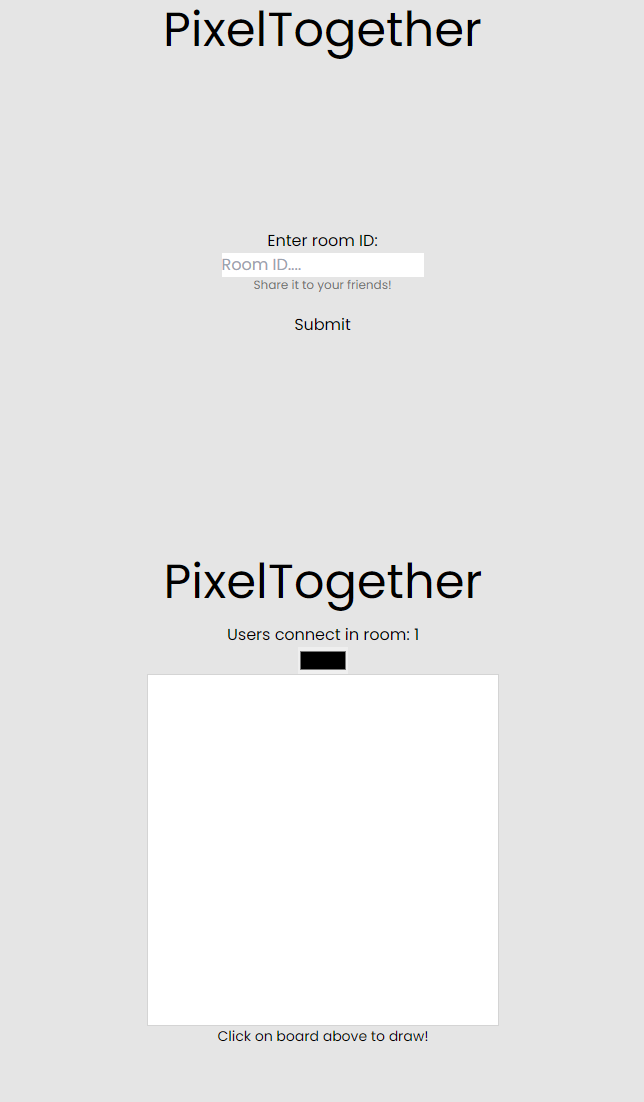 PixelTogether
Enter room ID:
Room ID....
Share it to your friends!
Submit
PixelTogether
Users connect in room: 1
Click on board above to draw!